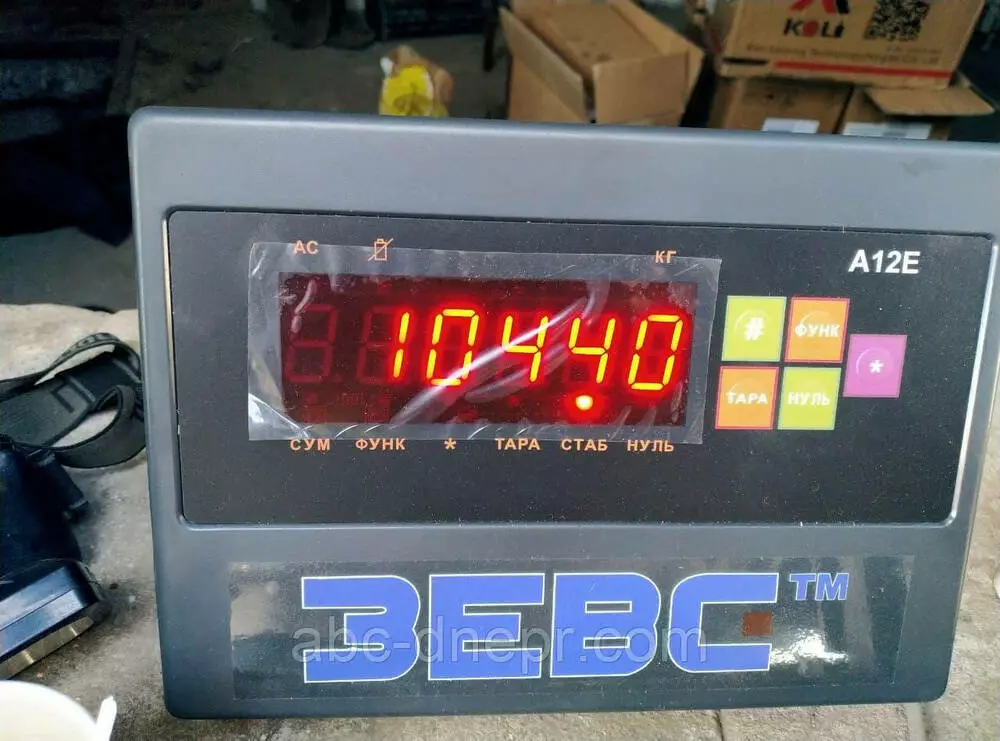 KOLI
AC
КГ
A12E
10440
#
ФУНК
*
ТАРА
НУЛЬ
СУМ ФУНК * ТАРА СТАБ НУЛЬ
ЗЕВС™
abc-dnepr.com